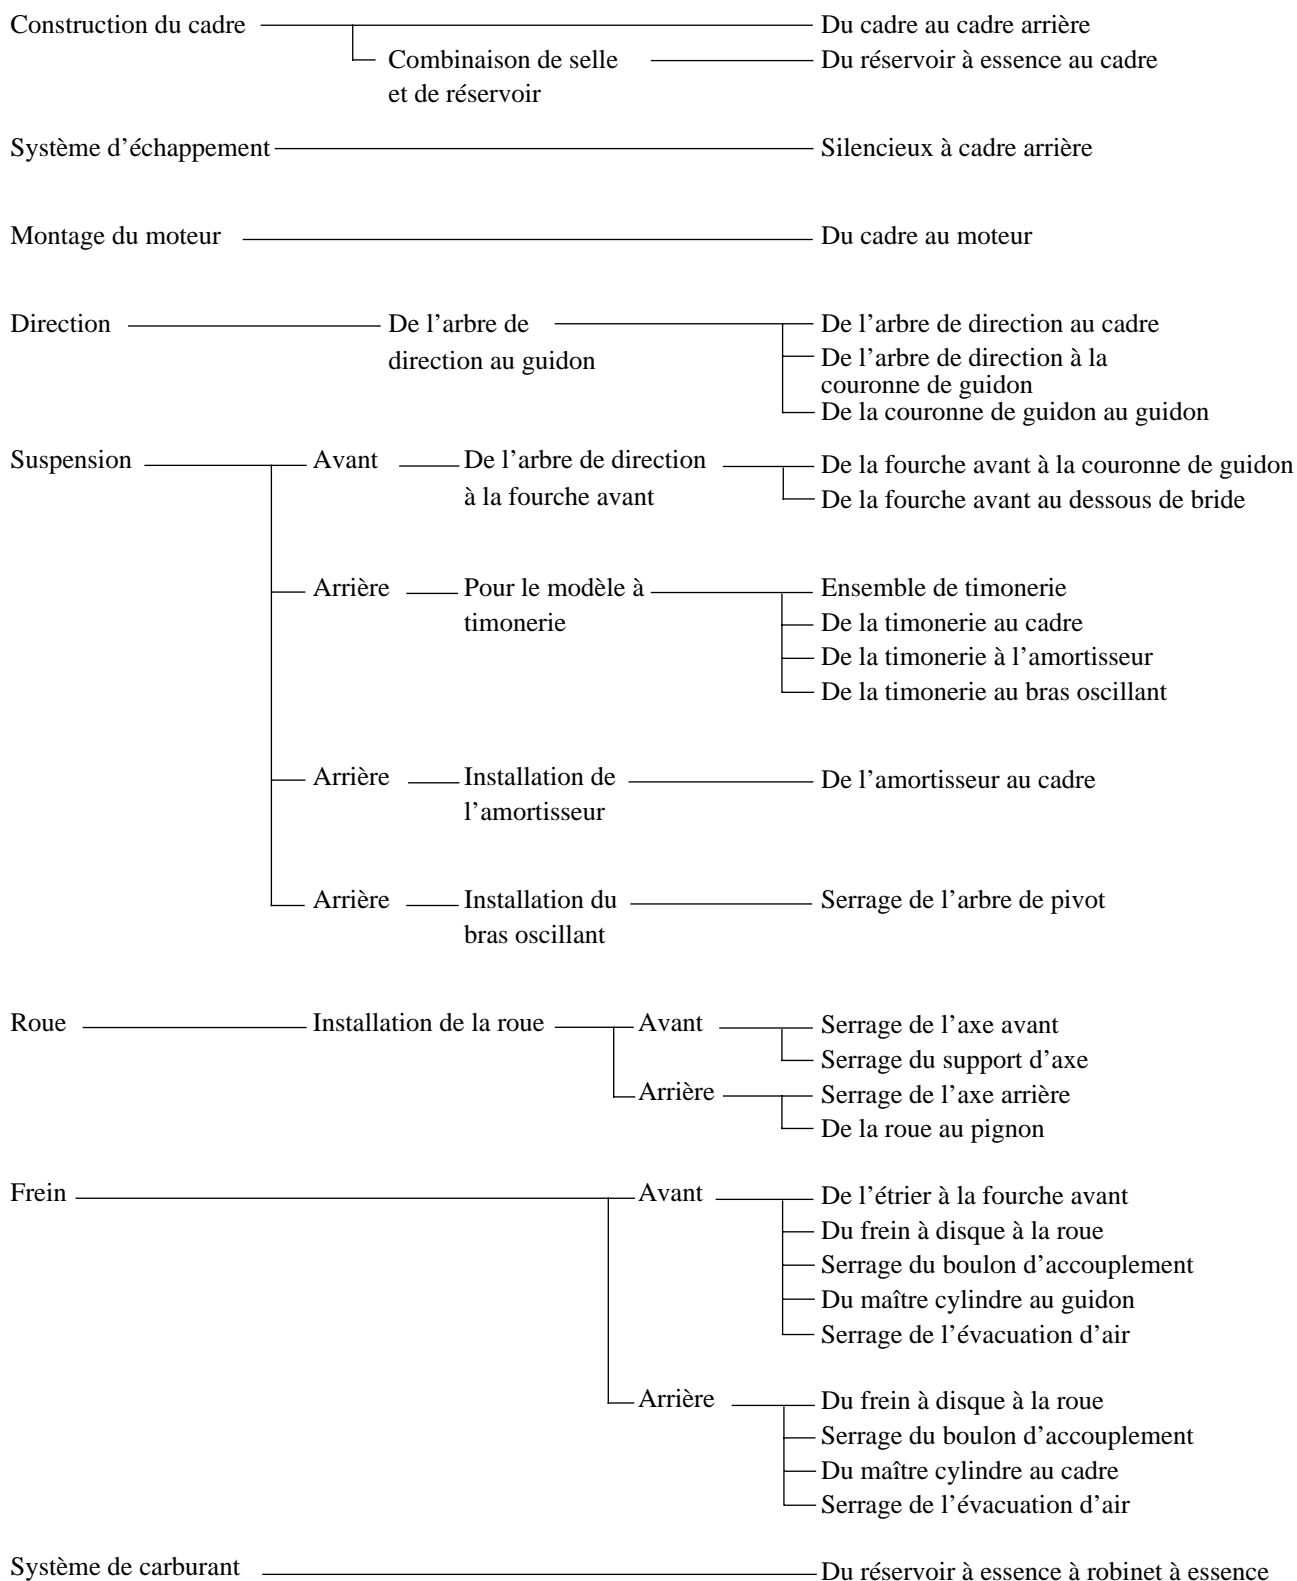 Construction du cadre
Du cadre au cadre arrière
Combinaison de selle
et de réservoir
Du réservoir à essence au cadre
Système d’échappement
Silencieux à cadre arrière
Montage du moteur
Du cadre au moteur
Direction
De l’arbre de
direction au guidon
De l’arbre de direction au cadre
De l’arbre de direction à la
couronne de guidon
De la couronne de guidon au guidon
Suspension
Avant
De l’arbre de direction
à la fourche avant
De la fourche avant à la couronne de guidon
De la fourche avant au dessous de bride
Arrière
Pour le modèle à
timonerie
Ensemble de timonerie
De la timonerie au cadre
De la timonerie à l’amortisseur
De la timonerie au bras oscillant
Arrière
Installation de
l’amortisseur
De l’amortisseur au cadre
Arrière
Installation du
bras oscillant
Serrage de l’arbre de pivot
Roue
Installation de la roue
Avant
Serrage de l’axe avant
Serrage du support d’axe
Arrière
Serrage de l’axe arrière
De la roue au pignon
Frein
Avant
De l’étrier à la fourche avant
Du frein à disque à la roue
Serrage du boulon d’accouplement
Du maître cylindre au guidon
Serrage de l’évacuation d’air
Arrière
Du frein à disque à la roue
Serrage du boulon d’accouplement
Du maître cylindre au cadre
Serrage de l’évacuation d’air
Système de carburant
Du réservoir à essence à robinet à essence